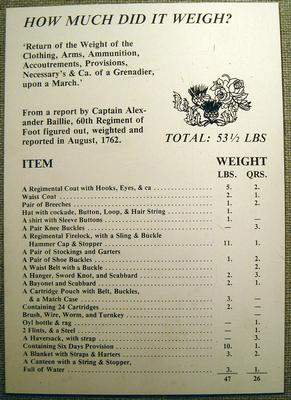 HOW MUCH DID IT WEIGH?
'Return of the Weight of the
Clothing, Arms, Ammunition,
Accoutrements, Provisions,
Necessary's & Ca. of a Grenadier,
upon a March.'
From a report by Captain Alex-
ander Baillie, 60th Regiment of
Foot figured out, weighted and
reported in August, 1762.
TOTAL: 53½ LBS
ITEM WEIGHT
LBS. QRS.
A Regimental Coat with Hooks, Eyes, & ca 5. 2.
Waist Coat 2. 1.
Pair of Breeches 1. 2.
Hat with cockade, Button, Loop, & Hair String 1.
A shirt with Sleeve Buttons 1. —
A Pair Knee Buckles — 3.
A Regimental Firelock, with a Sling & Buckle
Hammer Cap & Stopper 11. 1.
A Pair of Stockings and Garters
A Pair of Shoe Buckles 1. 2.
A Waist Belt with a Buckle 2.
A Hanger, Sword Knot, and Scabbard 2. 3.
A Bayonet and Scabbard 2. 1.
A Cartridge Pouch with Belt, Buckles,
& a Match Case 3. —
Containing 24 Cartridges 2. —
Brush, Wire, Worm, and Turnkey — —
Oyl bottle & rag — 1.
2 Flints, & a Steel — 1.
A Haversack, with strap — 3.
Containing Six Days Provision 10. 1.
A Blanket with Straps & Harters 3. 2.
A Canteen with a String & Stopper,
Full of Water 3. 1.
47 26